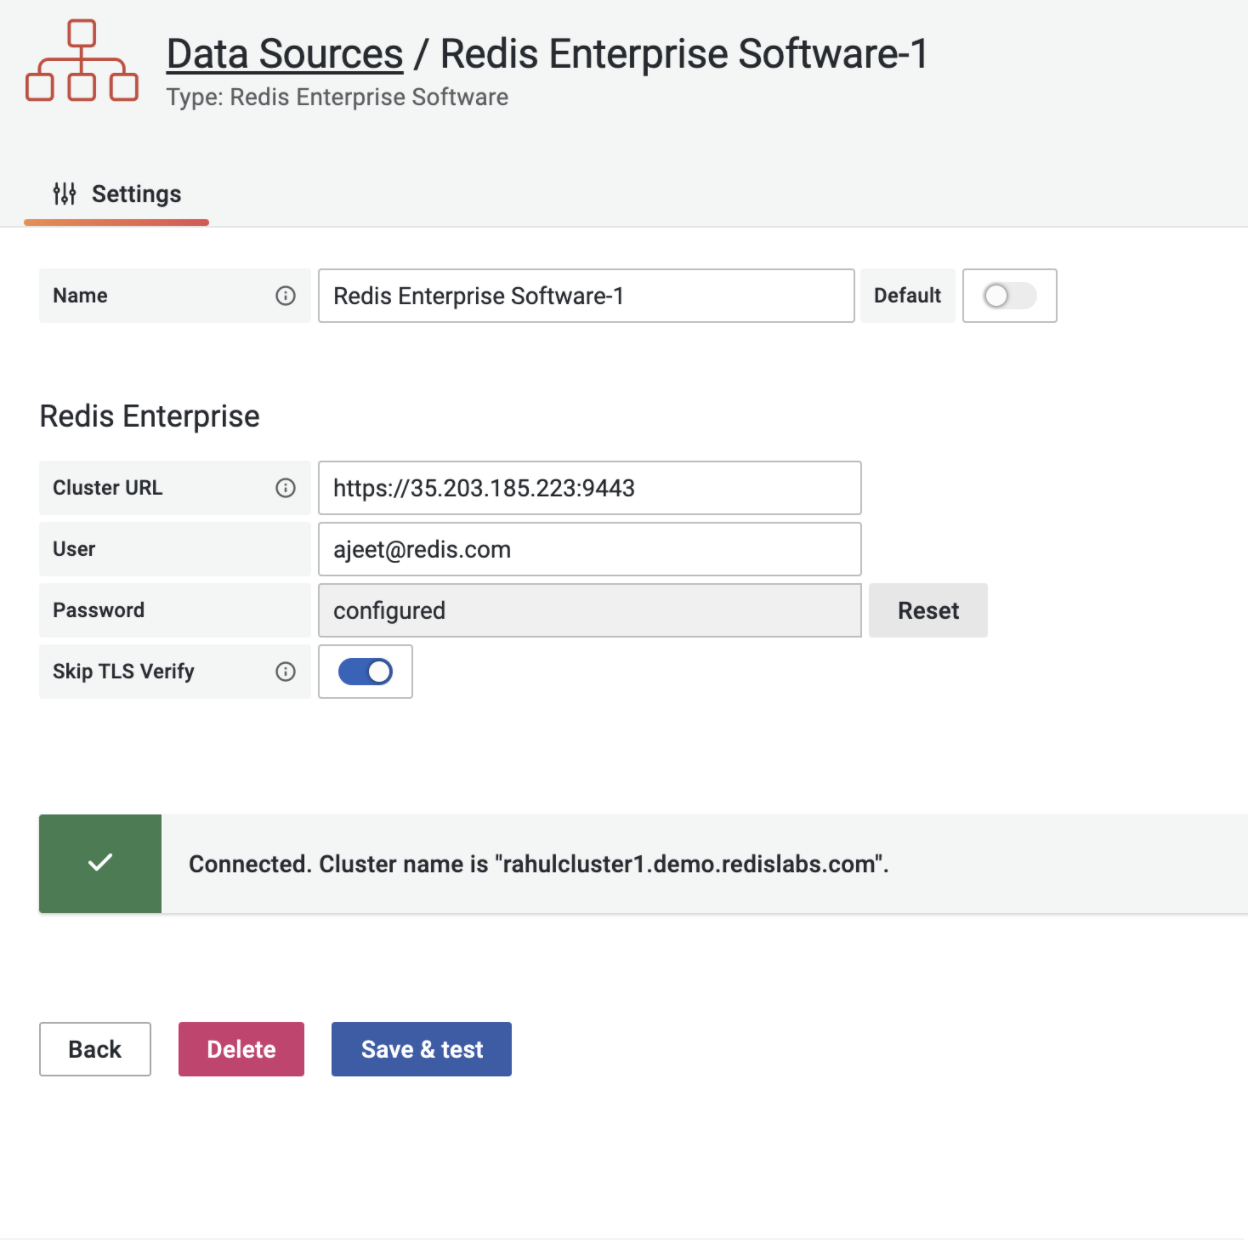 Data Sources / Redis Enterprise Software-1
Type: Redis Enterprise Software
Settings
Name Redis Enterprise Software-1 Default
Redis Enterprise
Cluster URL https://35.203.185.223:9443
User ajeet@redis.com
Password configured Reset
Skip TLS Verify
Connected. Cluster name is "rahulcluster1.demo.redislabs.com".
Back Delete Save & test